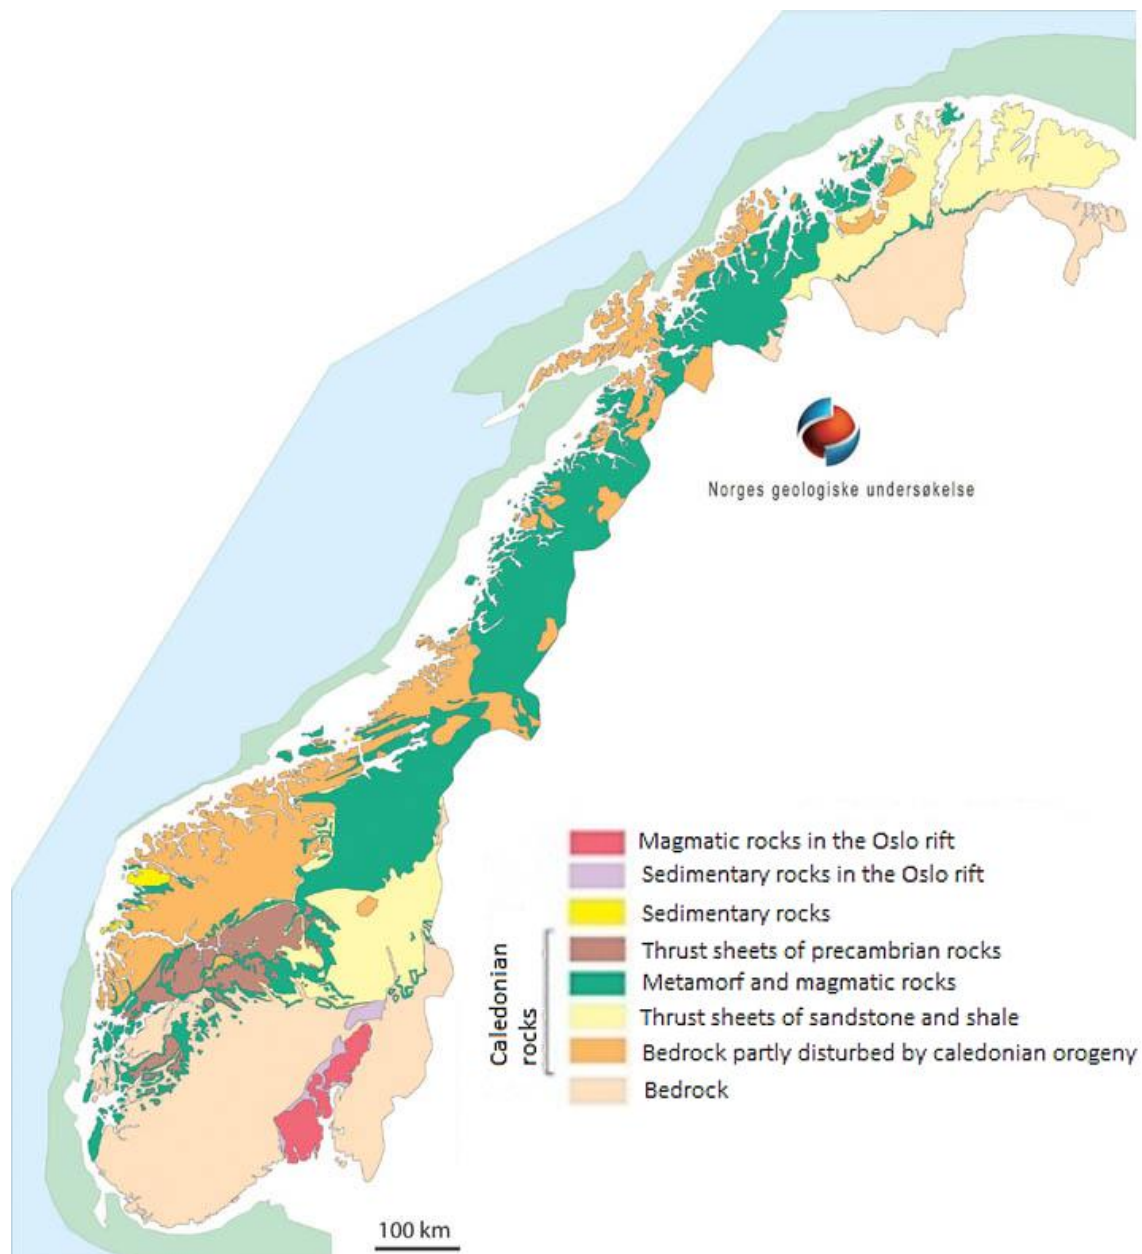 Norges geologiske undersøkelse
Magmatic rocks in the Oslo rift
Sedimentary rocks in the Oslo rift
Sedimentary rocks
Caledonian
rocks
Thrust sheets of precambrian rocks
Metamorf and magmatic rocks
Thrust sheets of sandstone and shale
Bedrock partly disturbed by caledonian orogeny
Bedrock
100 km